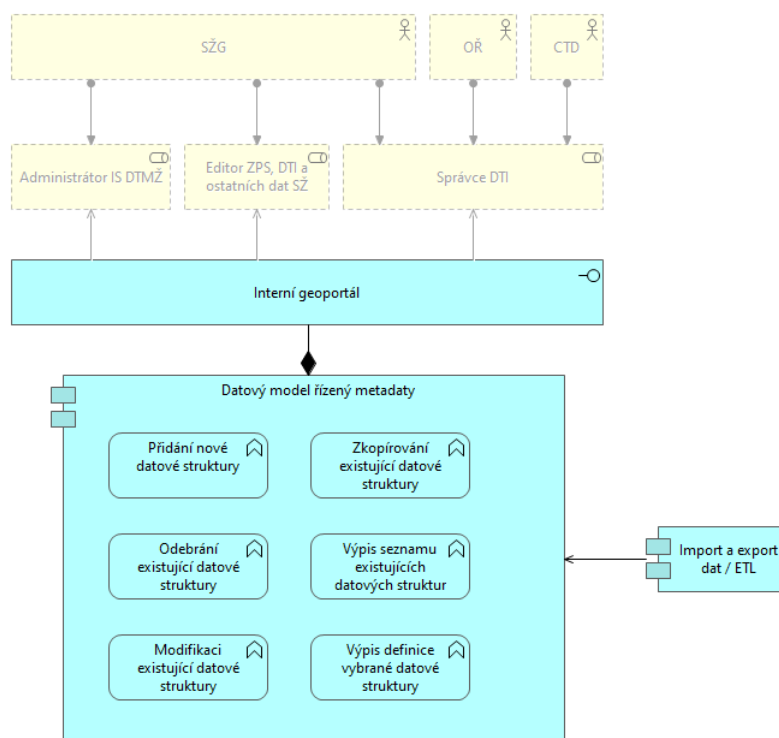 SŽG
OŘ
CTD
Administrátor IS DTMŽ
Editor ZPS, DTI a
ostatních dat SŽ
Správce DTI
Interní geoportál
Datový model řízený metadaty
Přidání nové
datové struktury
Zkopírování
existující datové
struktury
Odebrání
existující datové
struktury
Výpis seznamu
existujících
datových struktur
Modifikaci
existující datové
struktury
Výpis definice
vybrané datové
struktury
Import a export
dat / ETL